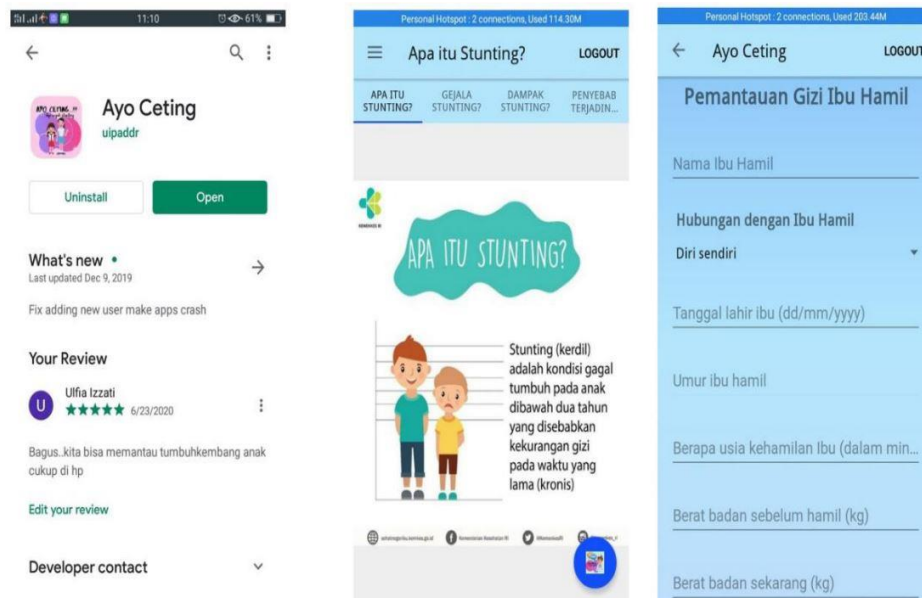 11:10
61%
Ayo Ceting
uipaddr
Uninstall
Open
What's new
Last updated Dec 9, 2019
Fix adding new user make apps crash
Your Review
U
Ulfia Izzati
★★★★★ 6/23/2020
Bagus..kita bisa memantau tumbuhkembang anak
cukup di hp
Edit your review
Developer contact
Personal Hotspot : 2 connections, Used 114.30M
Apa itu Stunting?
LOGOUT
APA ITU
STUNTING?
GEJALA
STUNTING?
DAMPAK
STUNTING?
PENYEBAB
TERJADIN...
APA ITU STUNTING?
Stunting (kerdil)
adalah kondisi gagal
tumbuh pada anak
dibawah dua tahun
yang disebabkan
kekurangan gizi
pada waktu yang
lama (kronis)
Personal Hotspot : 2 connections, Used 203.44M
Ayo Ceting
LOGOUT
Pemantauan Gizi Ibu Hamil
Nama Ibu Hamil
Hubungan dengan Ibu Hamil
Diri sendiri
Tanggal lahir ibu (dd/mm/yyyy)
Umur ibu hamil
Berapa usia kehamilan Ibu (dalam min...
Berat badan sebelum hamil (kg)
Berat badan sekarang (kg)